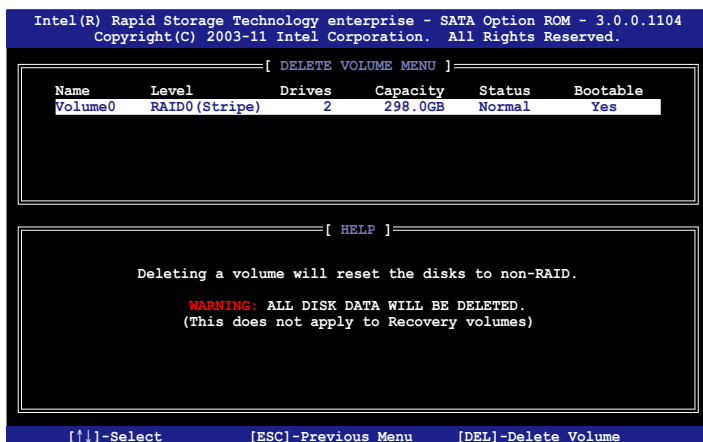 Intel(R) Rapid Storage Technology enterprise - SATA Option ROM - 3.0.0.1104
Copyright(C) 2003-11 Intel Corporation. All Rights Reserved.
[ DELETE VOLUME MENU ]
Name Level Drives Capacity Status Bootable
Volume0 RAID0(Stripe) 2 298.0GB Normal Yes
[ HELP ]
Deleting a volume will reset the disks to non-RAID.
WARNING: ALL DISK DATA WILL BE DELETED.
(This does not apply to Recovery volumes)
[↑↓]-Select [ESC]-Previous Menu [DEL]-Delete Volume